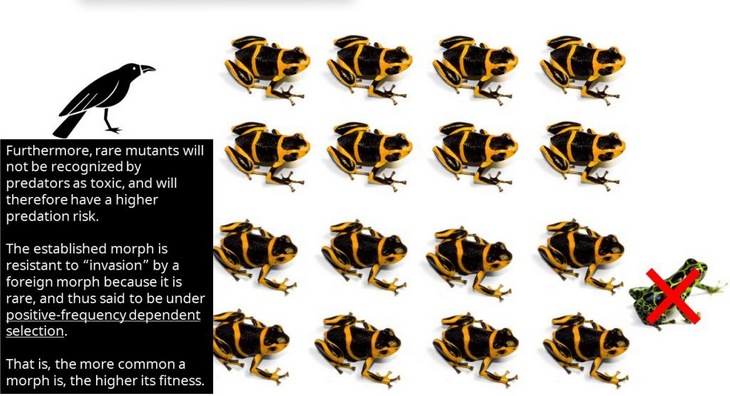 Furthermore, rare mutants will
not be recognized by
predators as toxic, and will
therefore have a higher
predation risk.
The established morph is
resistant to “invasion” by a
foreign morph because it is
rare, and thus said to be under
positive-frequency dependent
selection.
That is, the more common a
morph is, the higher its fitness.